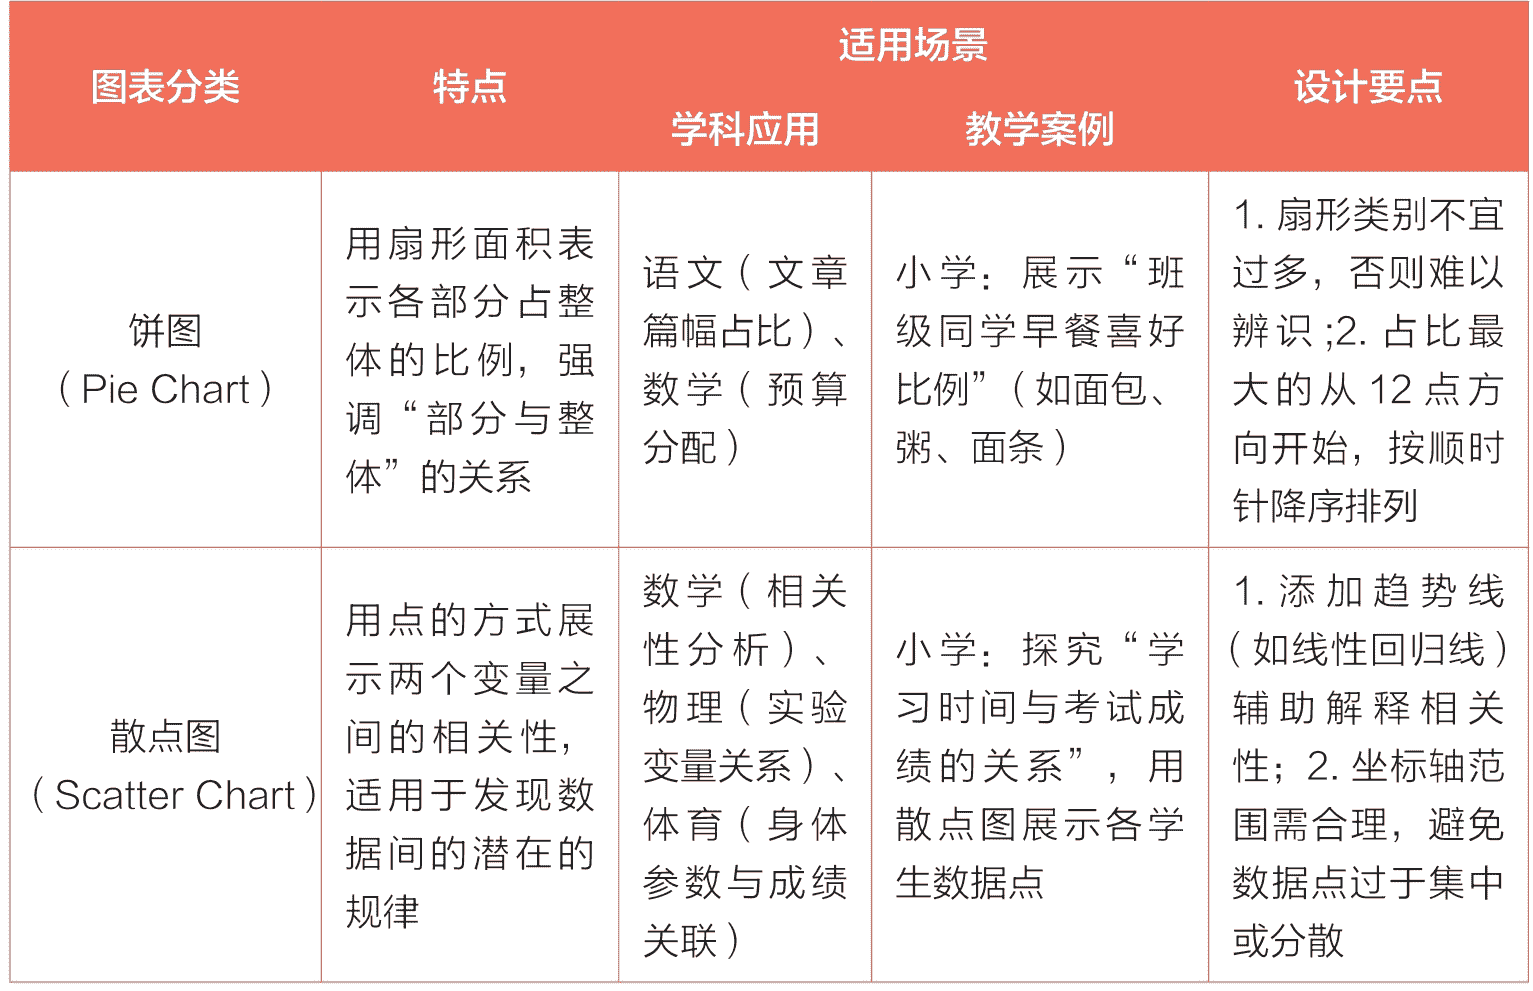 图表分类
特点
适用场景
学科应用
教学案例
设计要点
饼图
（Pie Chart）
用扇形面积表
示各部分占整
体的比例，强
调“部分与整
体”的关系
语文（文章
篇幅占比）、
数学（预算
分配）
小学：展示“班
级同学早餐喜好
比例”（如面包、
粥、面条）
1. 扇形类别不宜
过多，否则难以
辨识;2. 占比最
大的从 12 点方
向开始，按顺时
针降序排列
散点图
（Scatter Chart）
用点的方式展
示两个变量之
间的相关性，
适用于发现数
据间的潜在的
规律
数学（相关
性分析）、
物理（实验
变量关系）、
体育（身体
参数与成绩
关联）
小学：探究“学
习时间与考试成
绩的关系”，用
散点图展示各学
生数据点
1. 添加趋势线
（如线性回归线）
辅助解释相关
性；2. 坐标轴范
围需合理，避免
数据点过于集中
或分散